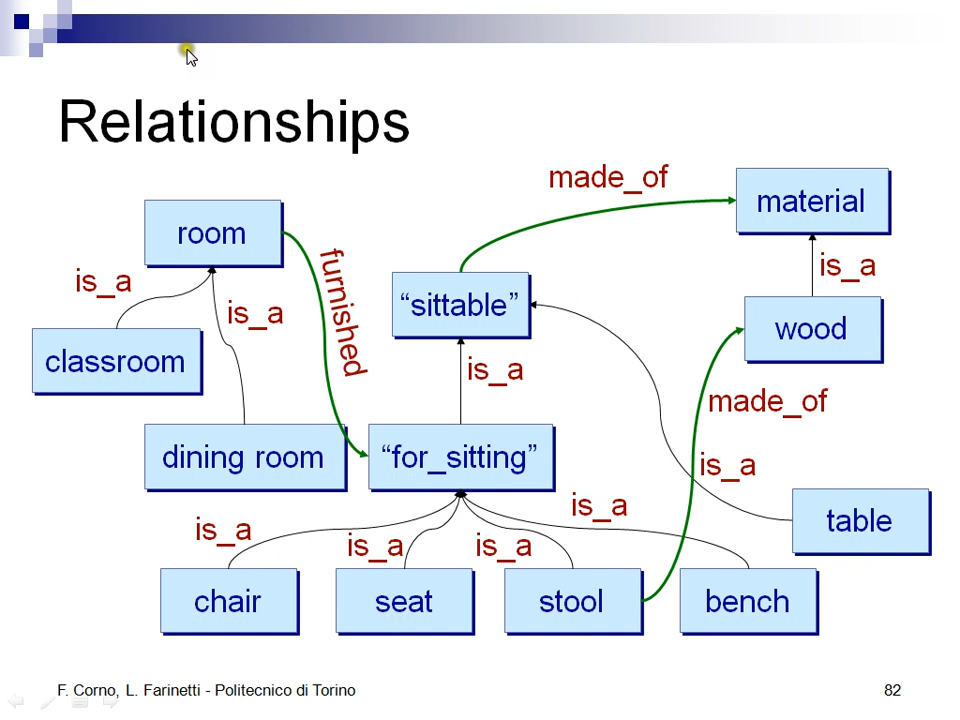 Relationships
made_of
material
room
is_a
is_a
furnished
“sittable”
is_a
wood
classroom
is_a
made_of
dining room
“for_sitting”
is_a
table
is_a
is_a
is_a
is_a
chair
seat
stool
bench
F. Corno, L. Farinetti - Politecnico di Torino
82